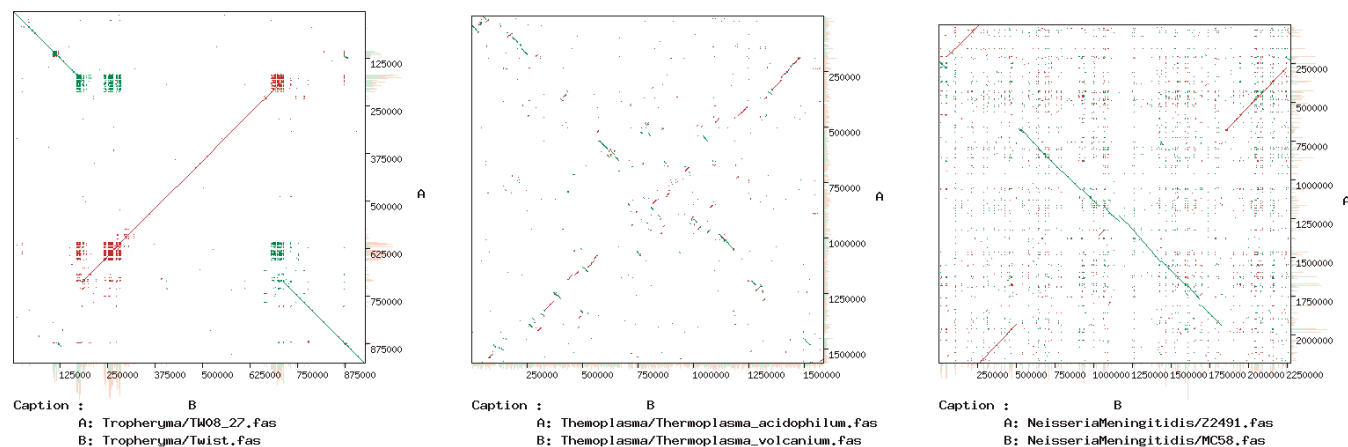 125000
250000
375000
500000
625000
750000
875000
A
125000 250000 375000 500000 625000 750000 875000
Caption : B
A: Tropheryma/TW08_27.fas
B: Tropheryma/Twist.fas
250000
500000
750000
1000000
1250000
1500000
A
250000 500000 750000 1000000 1250000 1500000
Caption : B
A: Themoplasma/Thermoplasma_acidophilum.fas
B: Themoplasma/Thermoplasma_volcanium.fas
250000
500000
750000
1000000
1250000
1500000
1750000
2000000
A
250000 500000 750000 1000000 1250000 1500000 1750000 2000000 2250000
Caption : B
A: NeisseriaMeningitidis/Z2491.fas
B: NeisseriaMeningitidis/MC58.fas